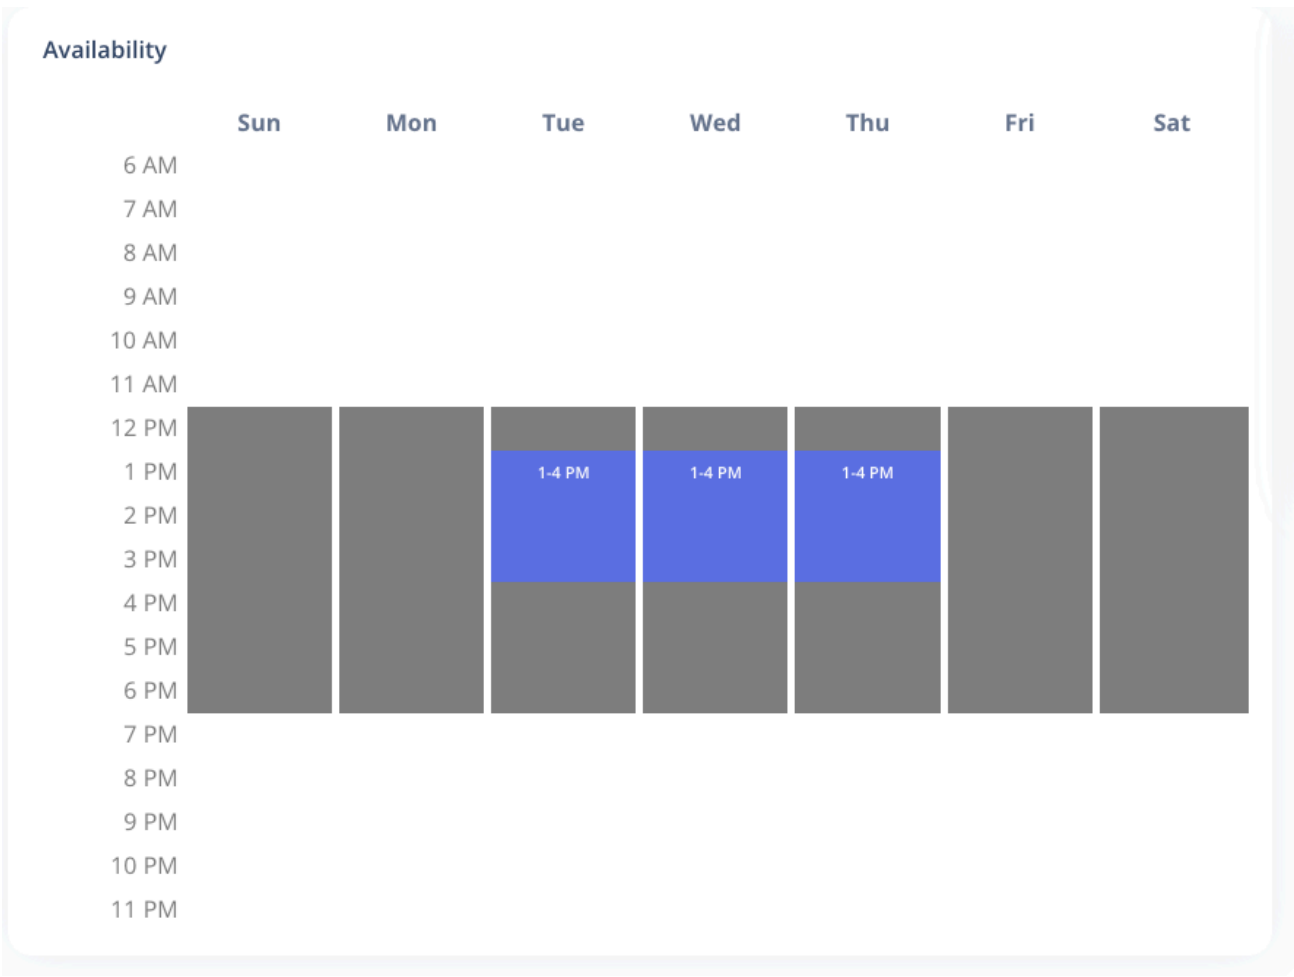 Availability
Sun Mon Tue Wed Thu Fri Sat
6 AM
7 AM
8 AM
9 AM
10 AM
11 AM
12 PM
1 PM 1-4 PM 1-4 PM 1-4 PM
2 PM
3 PM
4 PM
5 PM
6 PM
7 PM
8 PM
9 PM
10 PM
11 PM